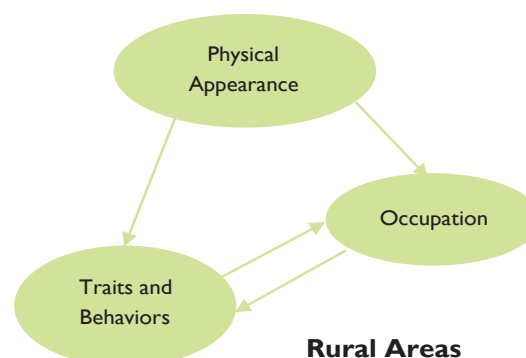 Physical
Appearance
Occupation
Traits and
Behaviors
Rural Areas